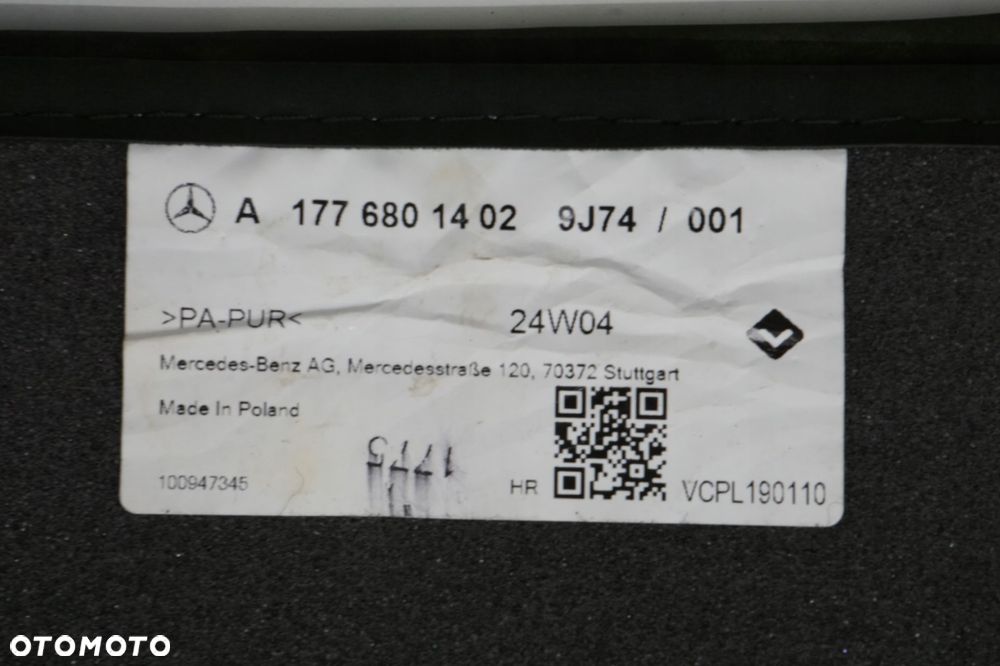 A 177 680 14 02 9J74 / 001
>PA-PUR< 24W04
Mercedes-Benz AG, Mercedesstraße 120, 70372 Stuttgart
Made In Poland
100947345 HR VCPL190110
OTOMOTO